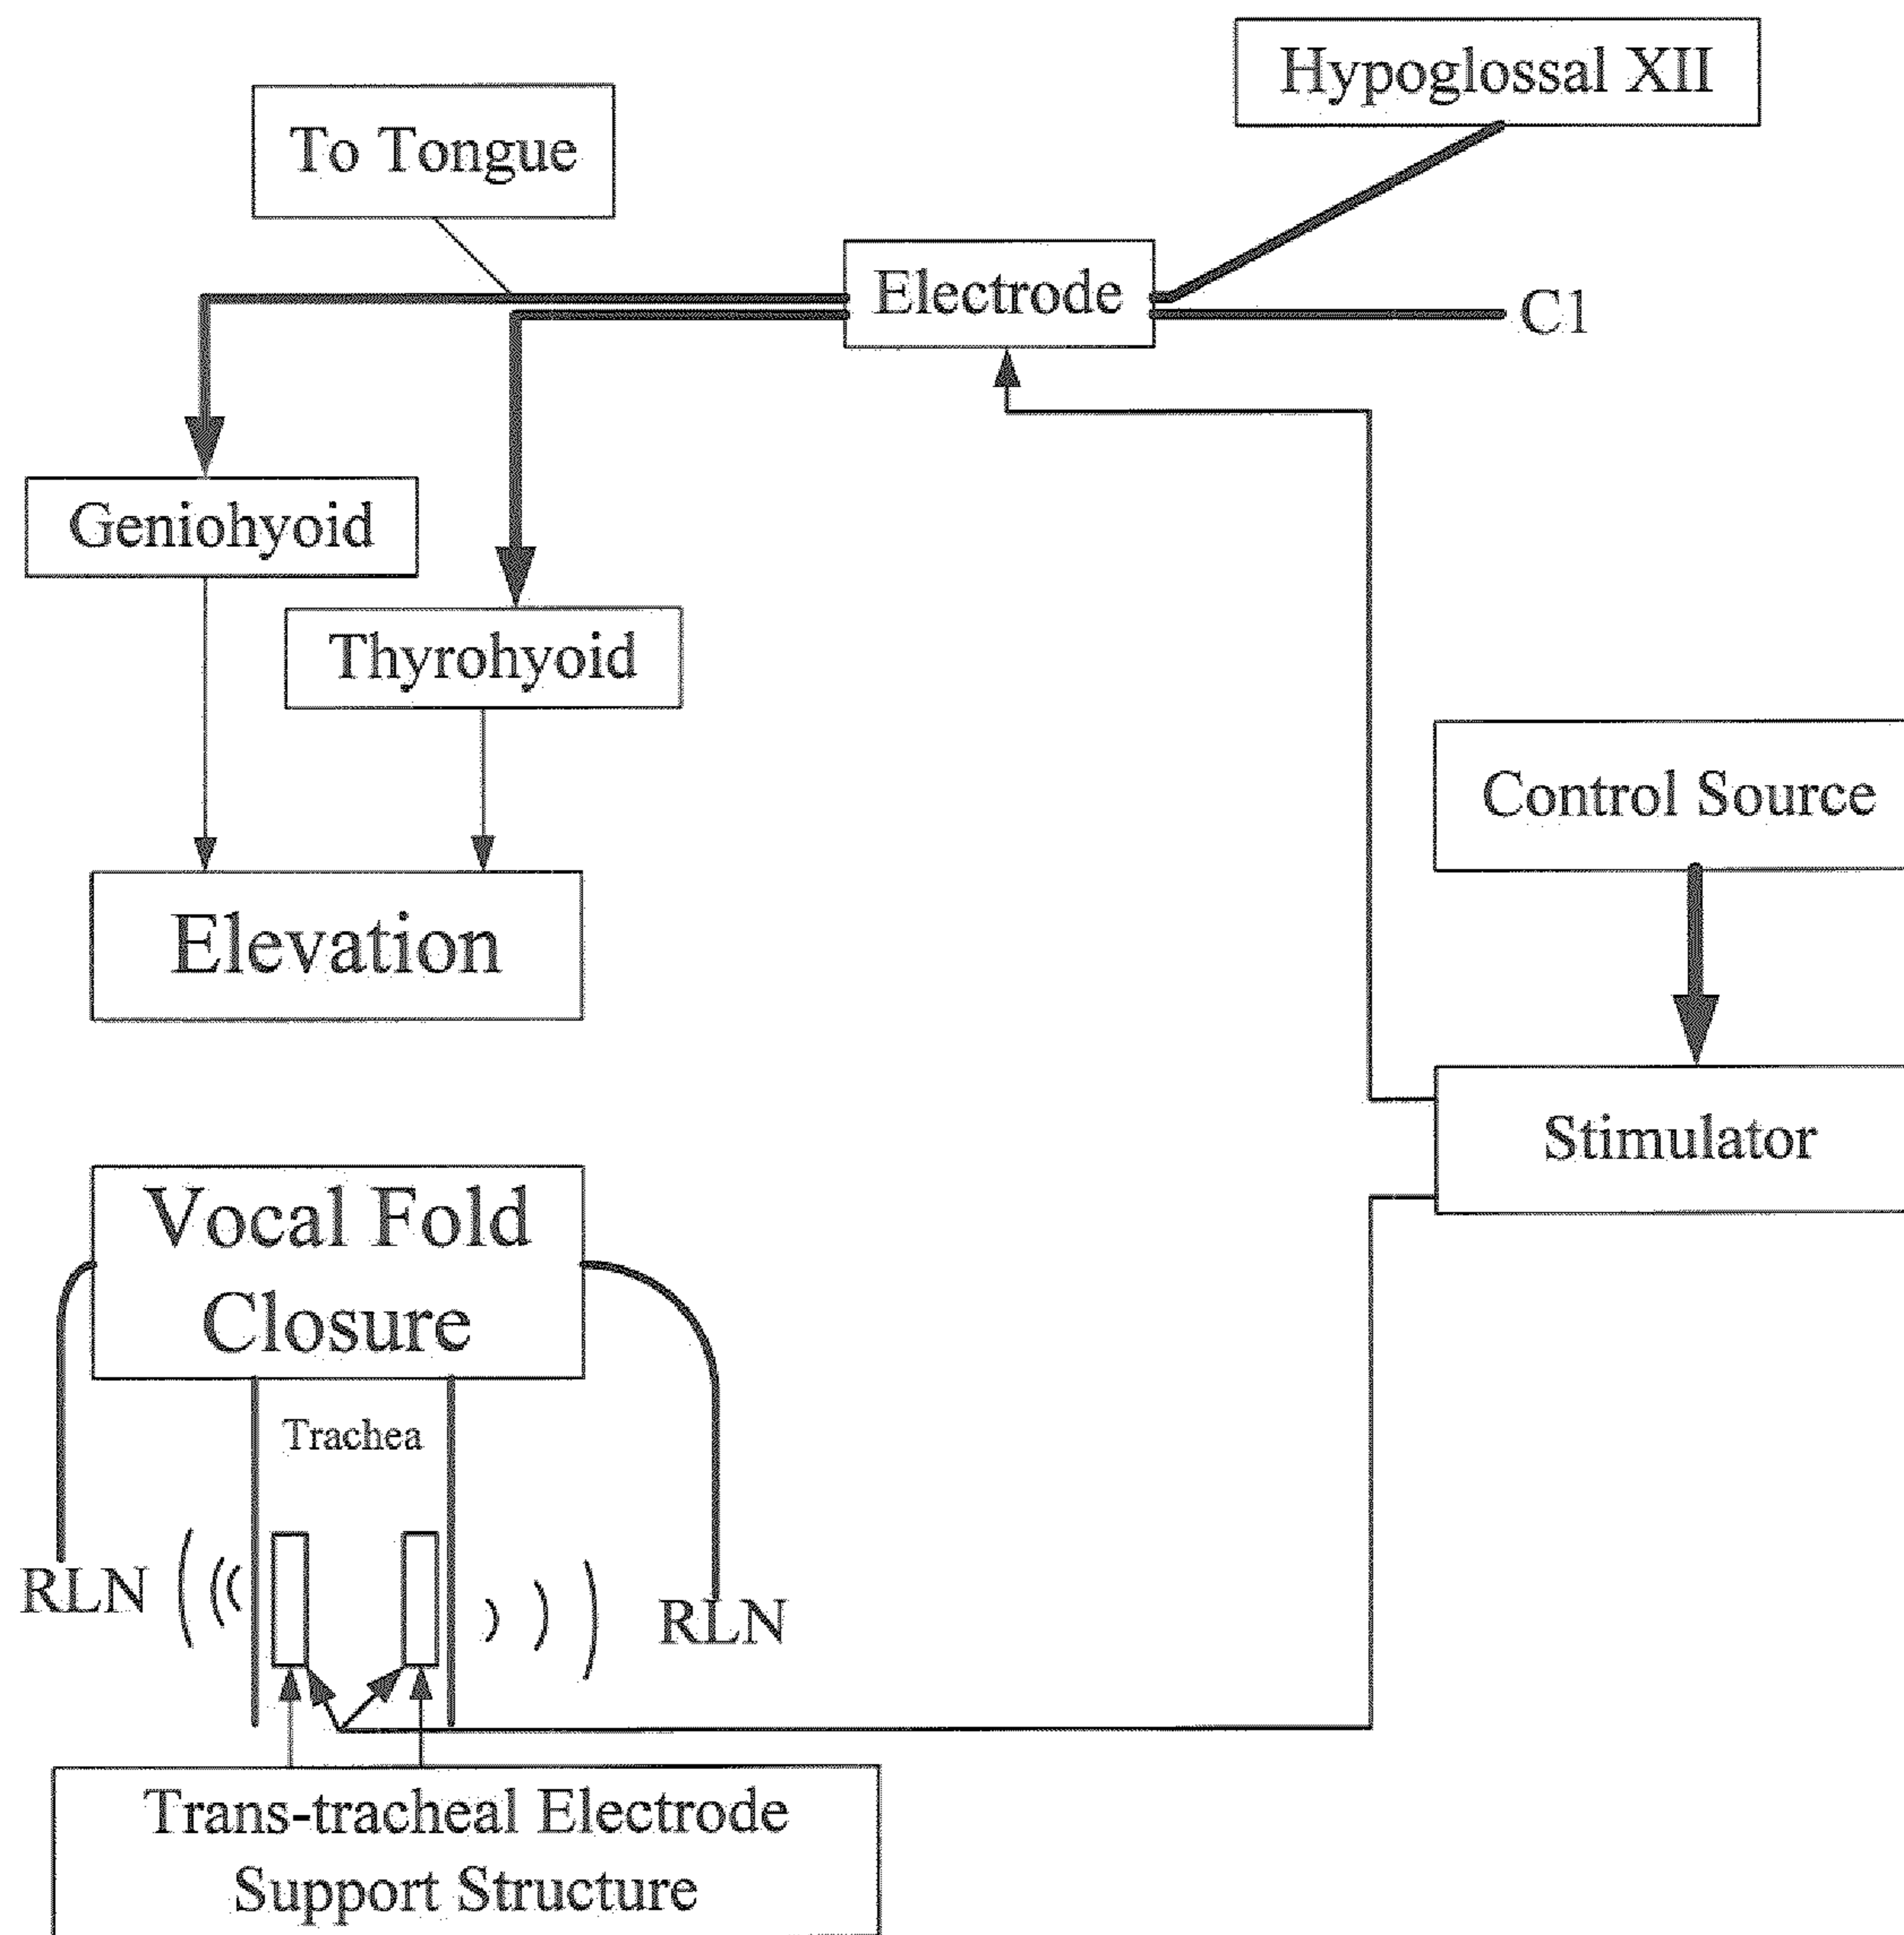 Hypoglossal XII
To Tongue
Electrode
C1
Geniohyoid
Thyrohyoid
Control Source
Elevation
Stimulator
Vocal Fold
Closure
Trachea
RLN
RLN
Trans-tracheal Electrode
Support Structure